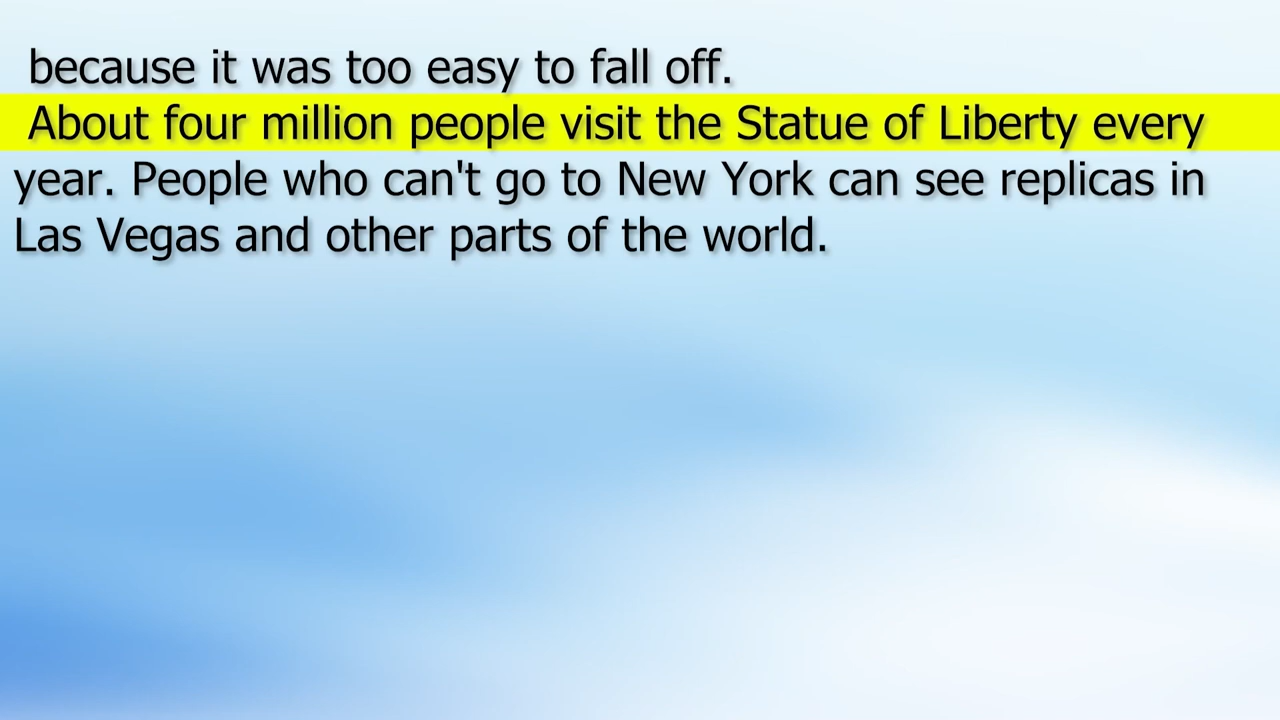 because it was too easy to fall off.
About four million people visit the Statue of Liberty every
year. People who can't go to New York can see replicas in
Las Vegas and other parts of the world.